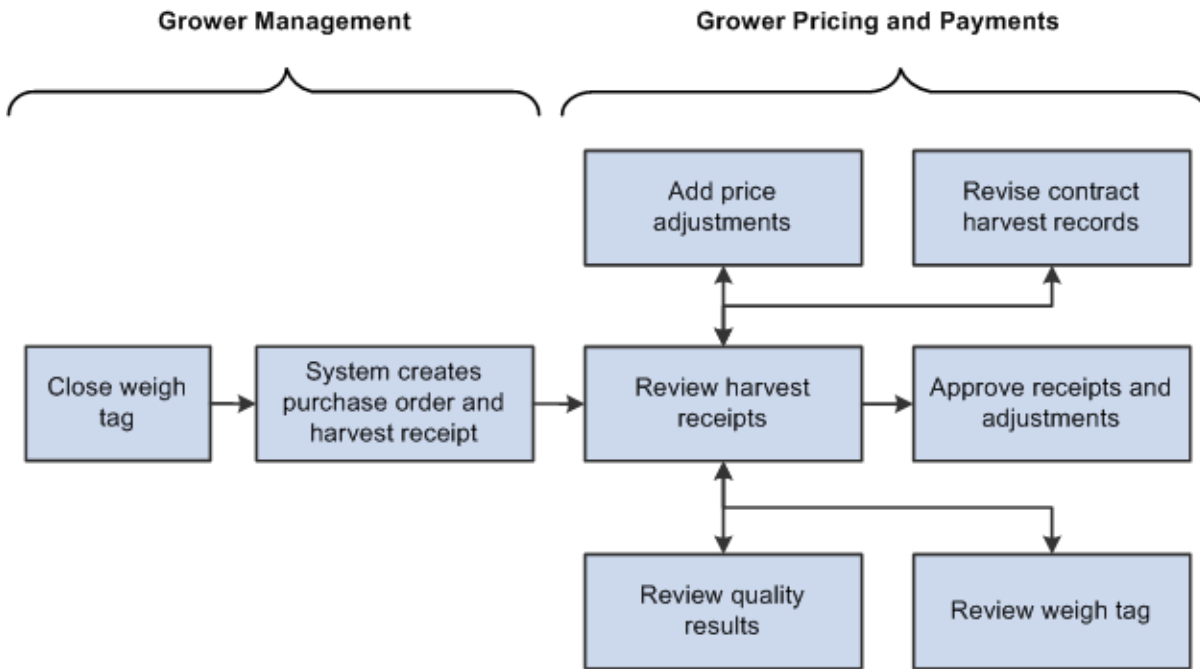 Grower Management
Grower Pricing and Payments
Add price
adjustments
Revise contract
harvest records
Close weigh
tag
System creates
purchase order and
harvest receipt
Review harvest
receipts
Approve receipts and
adjustments
Review quality
results
Review weigh tag